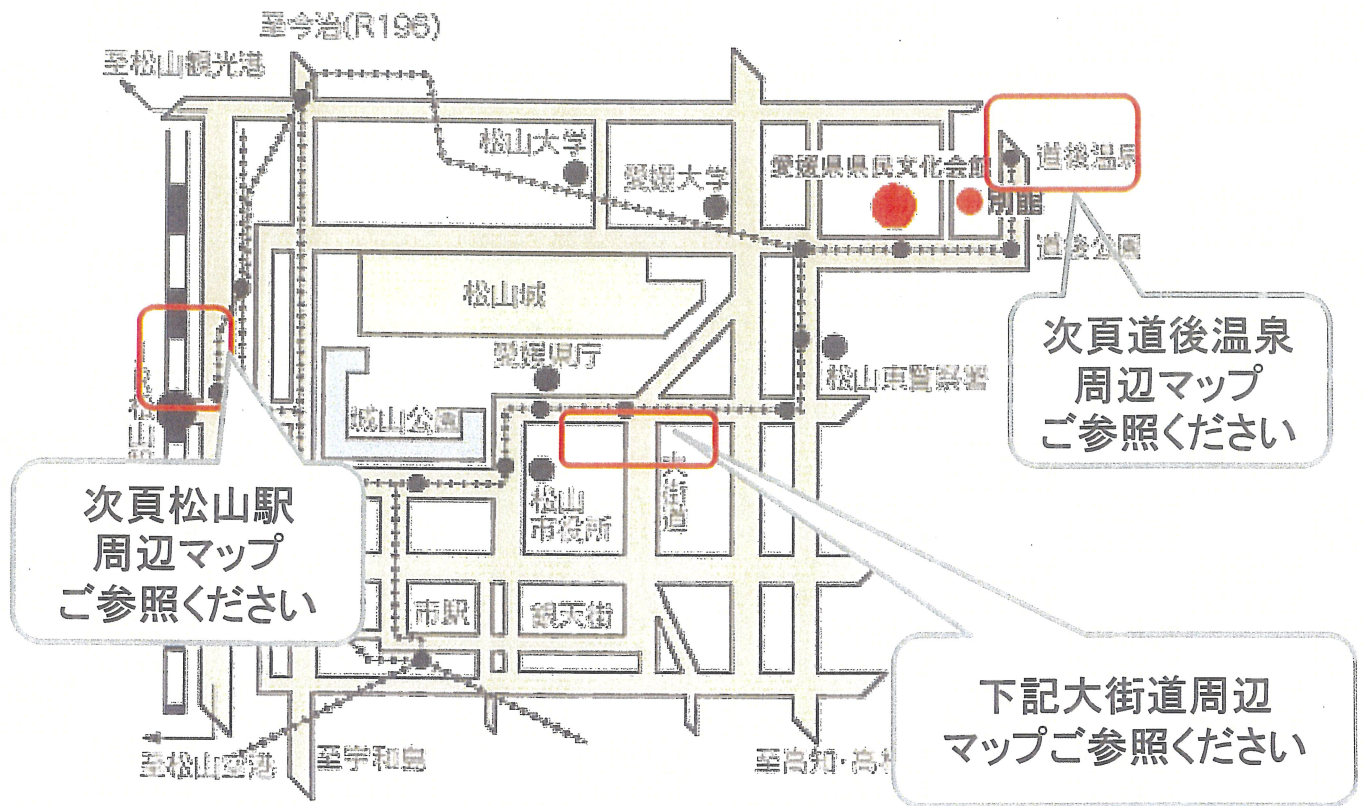 至今治(R196)
至松山観光港
松山大学
愛媛大学
愛媛県県民文化会館
別館
道後温泉
道後公園
松山城
愛媛県庁
城山公園
松山東警察署
松山
市役所
大街道
市駅
銀天街
至松山空港
至宇和島
至高知・高
次頁道後温泉
周辺マップ
ご参照ください
次頁松山駅
周辺マップ
ご参照ください
下記大街道周辺
マップご参照ください